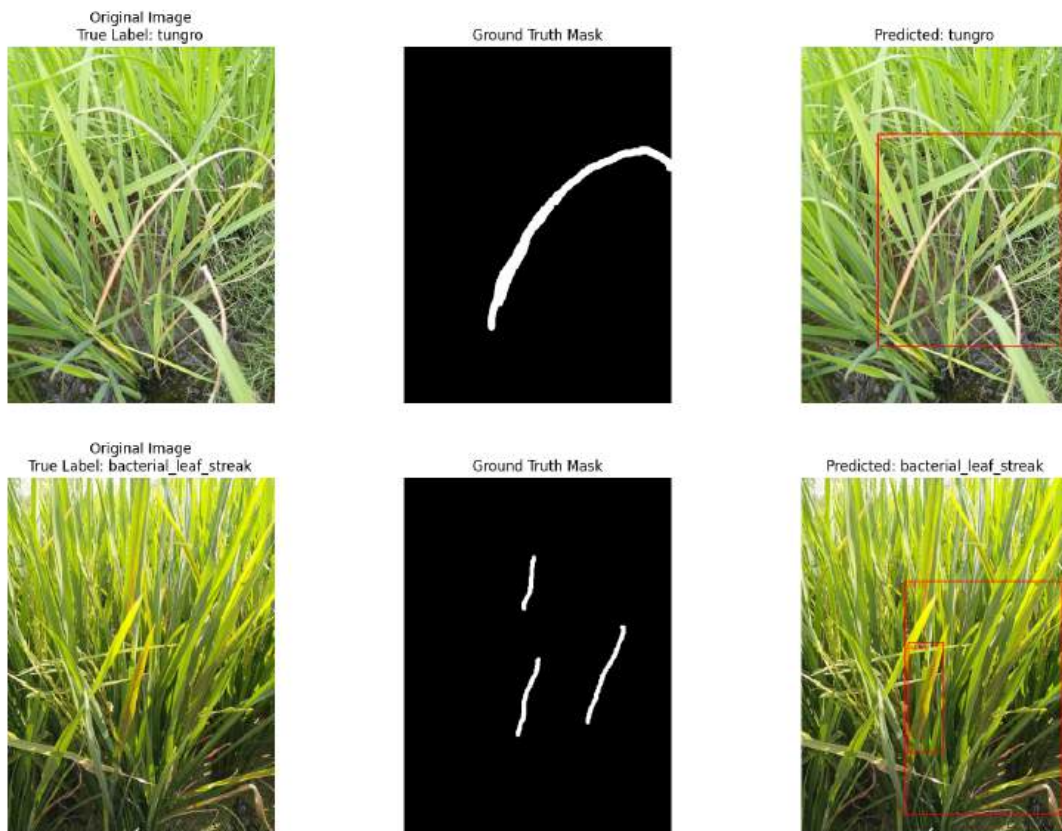 Original Image
True Label: tungro
Ground Truth Mask
Predicted: tungro
Original Image
True Label: bacterial_leaf_streak
Ground Truth Mask
Predicted: bacterial_leaf_streak